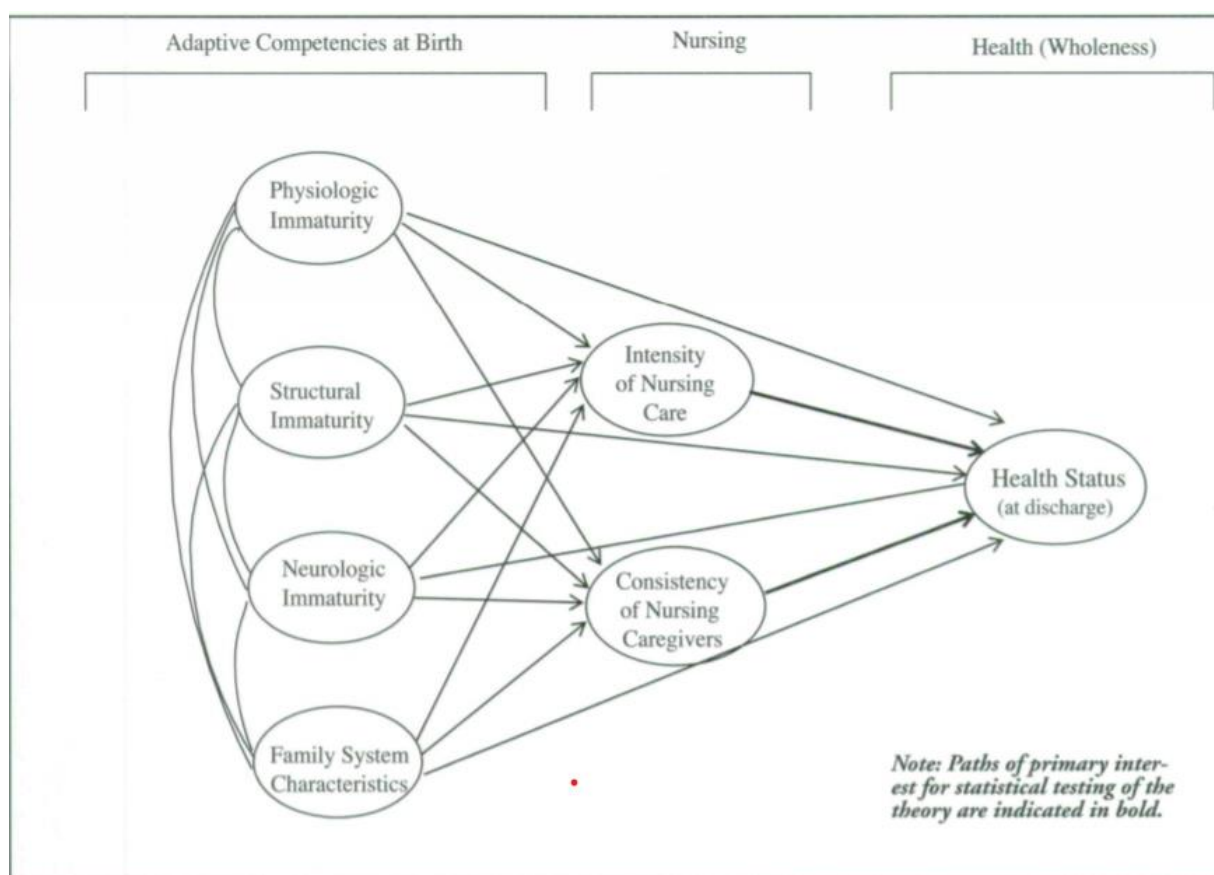 Adaptive Competencies at Birth
Nursing
Health (Wholeness)
Physiologic
Immaturity
Structural
Immaturity
Neurologic
Immaturity
Family System
Characteristics
Intensity
of Nursing
Care
Consistency
of Nursing
Caregivers
Health Status
(at discharge)
Note: Paths of primary inter-
est for statistical testing of the
theory are indicated in bold.